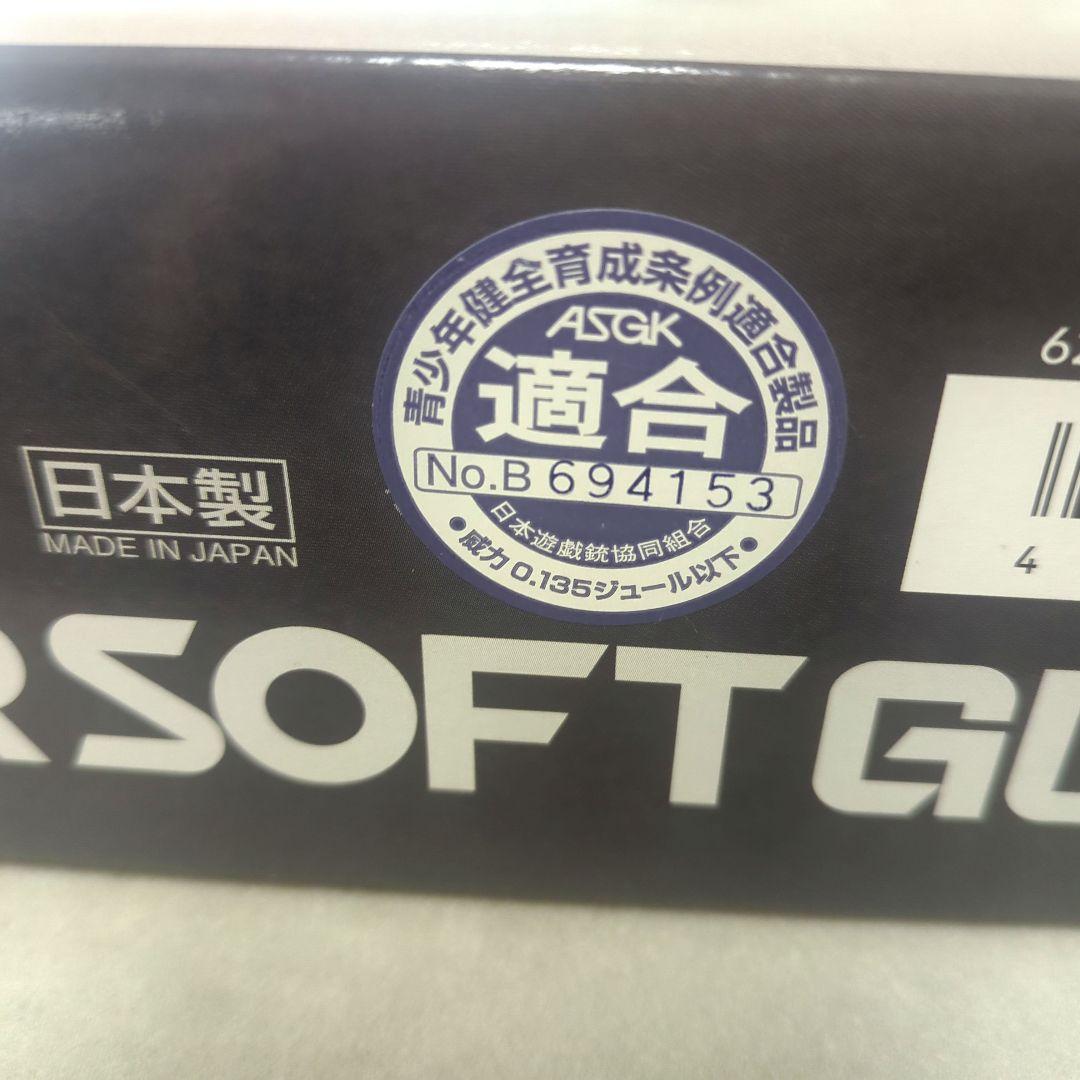 青少年健全育成条例適合製品
ASGK
適合
No.B 694153
日本遊戯銃協同組合
•威力 0.135ジュール以下•
日本製
MADE IN JAPAN
4
RSOFT GU